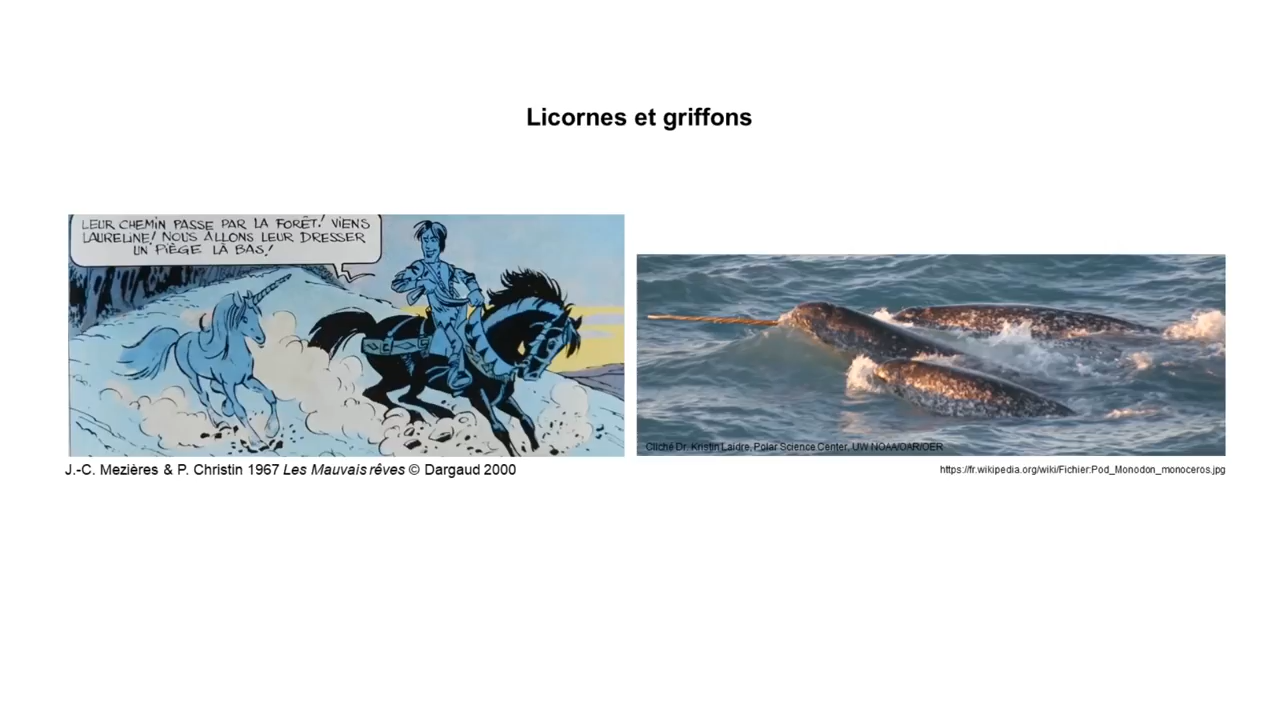 Licornes et griffons
LEUR CHEMIN PASSE PAR LA FORÊT! VIENS
LAURELINE! NOUS ALLONS LEUR DRESSER
UN PIÈGE LÀ BAS!
Cliché Dr. Kristin Laidre, Polar Science Center, UW NOAA/OAR/OER
J.-C. Mezières & P. Christin 1967 Les Mauvais rêves © Dargaud 2000
https://fr.wikipedia.org/wiki/Fichier:Pod_Monodon_monoceros.jpg